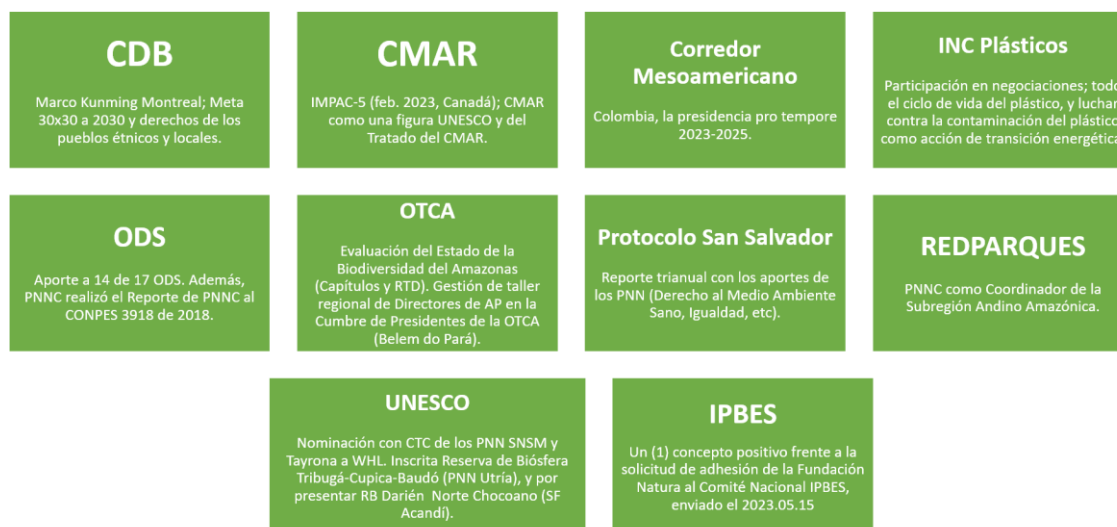 CDB
Marco Kunming Montreal; Meta
30x30 a 2030 y derechos de los
pueblos étnicos y locales.
CMAR
IMPAC-5 (feb. 2023, Canadá); CMAR
como una figura UNESCO y del
Tratado del CMAR.
Corredor
Mesoamericano
Colombia, la presidencia pro tempore
2023-2025.
INC Plásticos
Participación en negociaciones; todo
el ciclo de vida del plástico, y luchar
contra la contaminación del plástico
como acción de transición energética.
ODS
Aporte a 14 de 17 ODS. Además,
PNNC realizó el Reporte de PNNC al
CONPES 3918 de 2018.
OTCA
Evaluación del Estado de la
Biodiversidad del Amazonas
(Capítulos y RTD). Gestión de taller
regional de Directores de AP en la
Cumbre de Presidentes de la OTCA
(Belem do Pará).
Protocolo San Salvador
Reporte trianual con los aportes de
los PNN (Derecho al Medio Ambiente
Sano, Igualdad, etc).
REDPARQUES
PNNC como Coordinador de la
Subregión Andino Amazónica.
UNESCO
Nominación con CTC de los PNN SNSM y
Tayrona a WHL. Inscrita Reserva de Biósfera
Tribugá-Cupica-Baudó (PNN Utría), y por
presentar RB Darién Norte Chocoano (SF
Acandí).
IPBES
Un (1) concepto positivo frente a la
solicitud de adhesión de la Fundación
Natura al Comité Nacional IPBES,
enviado el 2023.05.15